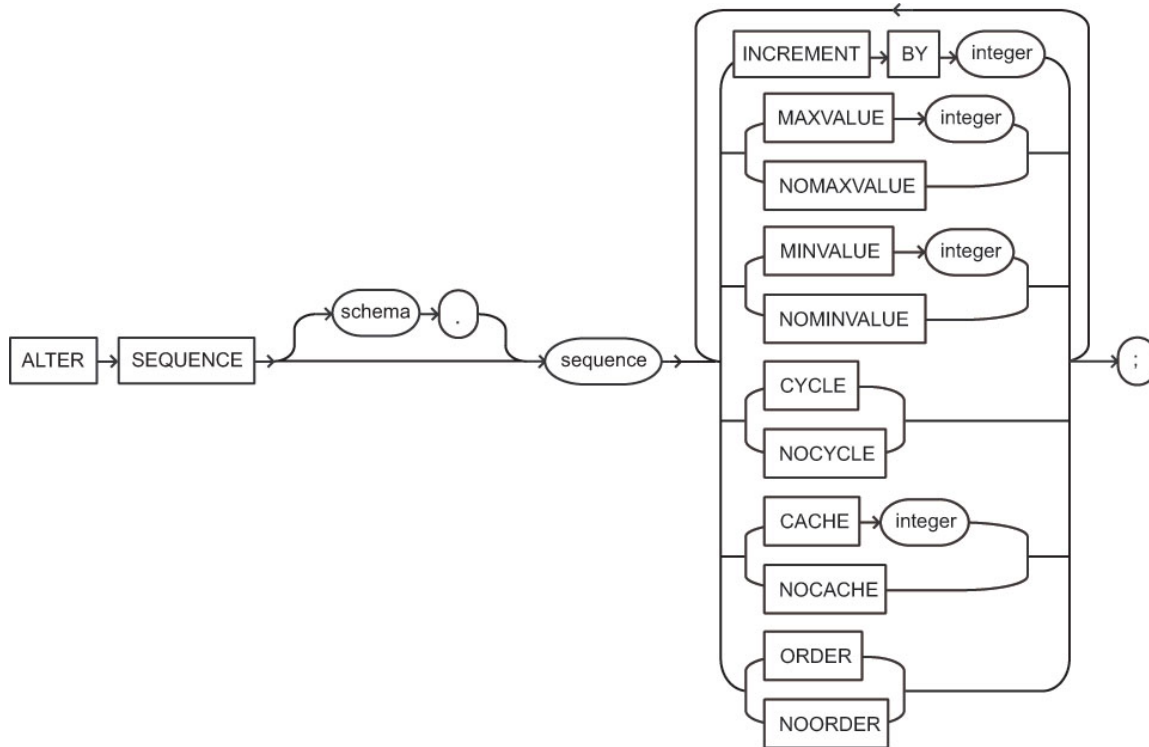 INCREMENT BY integer
MAXVALUE integer
NOMAXVALUE
MINVALUE integer
NOMINVALUE
schema .
ALTER SEQUENCE sequence ;
CYCLE
NOCYCLE
CACHE integer
NOCACHE
ORDER
NOORDER